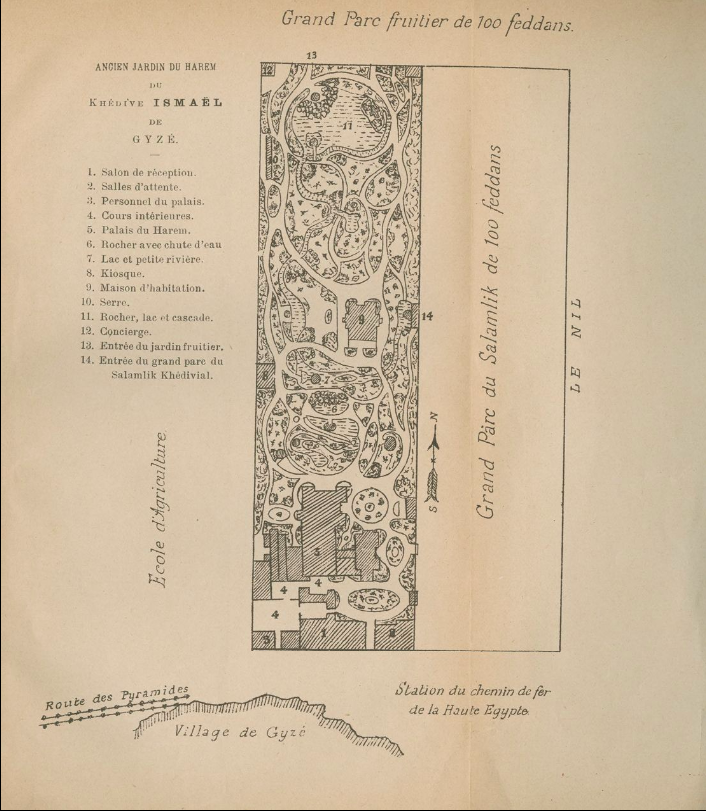 Grand Parc fruitier de 100 feddans.
ANCIEN JARDIN DU HAREM
DU
KHÉDIVE ISMAËL
DE
GYZÉ.
1. Salon de réception.
2. Salles d'attente.
3. Personnel du palais.
4. Cours intérieures.
5. Palais du Harem.
6. Rocher avec chute d'eau
7. Lac et petite rivière.
8. Kiosque.
9. Maison d'habitation.
10. Serre.
11. Rocher, lac et cascade.
12. Concierge.
13. Entrée du jardin fruitier.
14. Entrée du grand parc du
Salamlik Khédivial.
13
12
11
10
9
14
8
6
5
4
4
4
3
1
2
N
S
Ecole d'Agriculture
Grand Parc du Salamlik de 100 feddans
LE NIL
Route des Pyramides
Village de Gyzé
Station du chemin de fer
de la Haute Egypte.